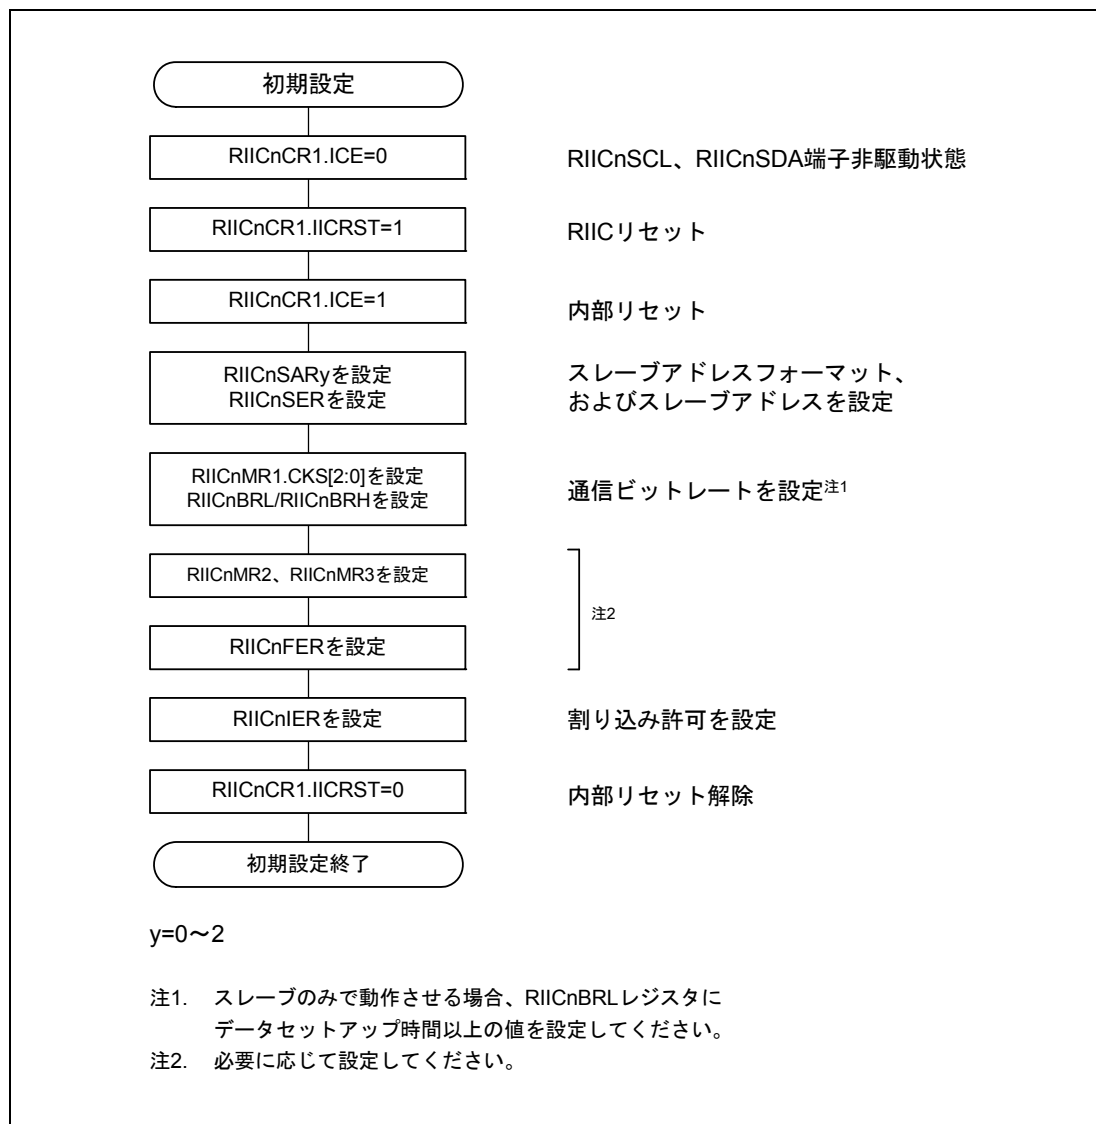 初期設定
RIICnCR1.ICE=0
RIICnSCL、RIICnSDA端子非駆動状態
RIICnCR1.IICRST=1
RIICリセット
RIICnCR1.ICE=1
内部リセット
RIICnSARyを設定
RIICnSERを設定
スレーブアドレスフォーマット、
およびスレーブアドレスを設定
RIICnMR1.CKS[2:0]を設定
RIICnBRL/RIICnBRHを設定
通信ビットレートを設定注1
RIICnMR2、RIICnMR3を設定
注2
RIICnFERを設定
RIICnIERを設定
割り込み許可を設定
RIICnCR1.IICRST=0
内部リセット解除
初期設定終了
y=0～2
注1. スレーブのみで動作させる場合、RIICnBRLレジスタに
データセットアップ時間以上の値を設定してください。
注2. 必要に応じて設定してください。